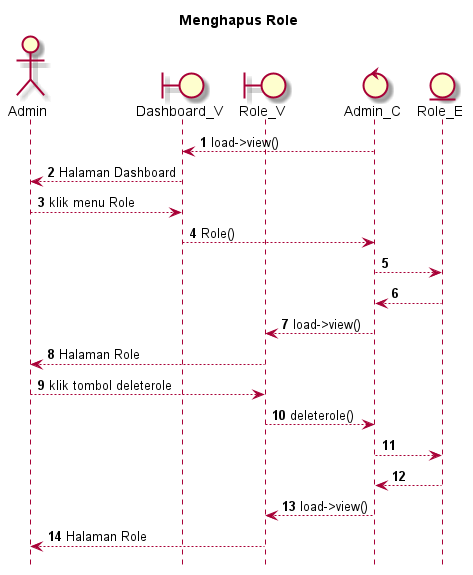 Menghapus Role
Admin
Dashboard_V
Role_V
Admin_C
Role_E
1 load->view()
2 Halaman Dashboard
3 klik menu Role
4 Role()
5
6
7 load->view()
8 Halaman Role
9 klik tombol deleterole
10 deleterole()
11
12
13 load->view()
14 Halaman Role